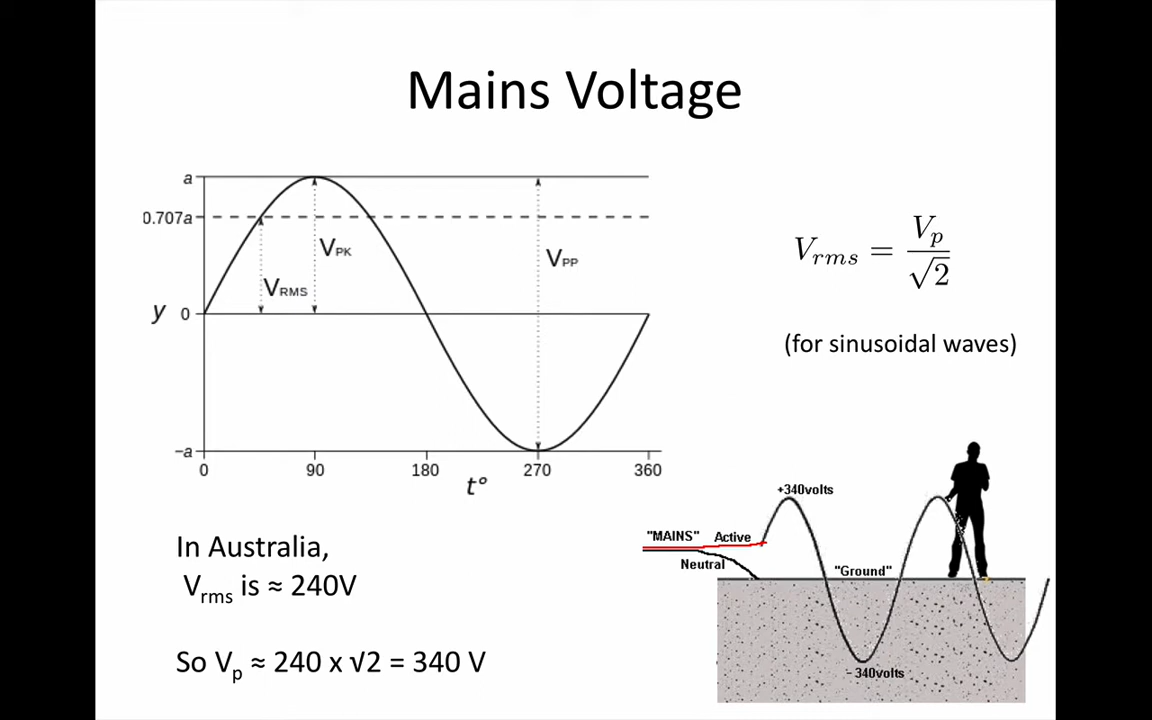 Mains Voltage
a
0.707a
V_PK
V_PP
V_RMS
y 0
−a
0 90 180 270 360
t°
V_rms = V_p / √2
(for sinusoidal waves)
In Australia,
V_rms is ≈ 240V
So V_p ≈ 240 x √2 = 340 V
+340volts
"MAINS" Active
Neutral
"Ground"
- 340volts